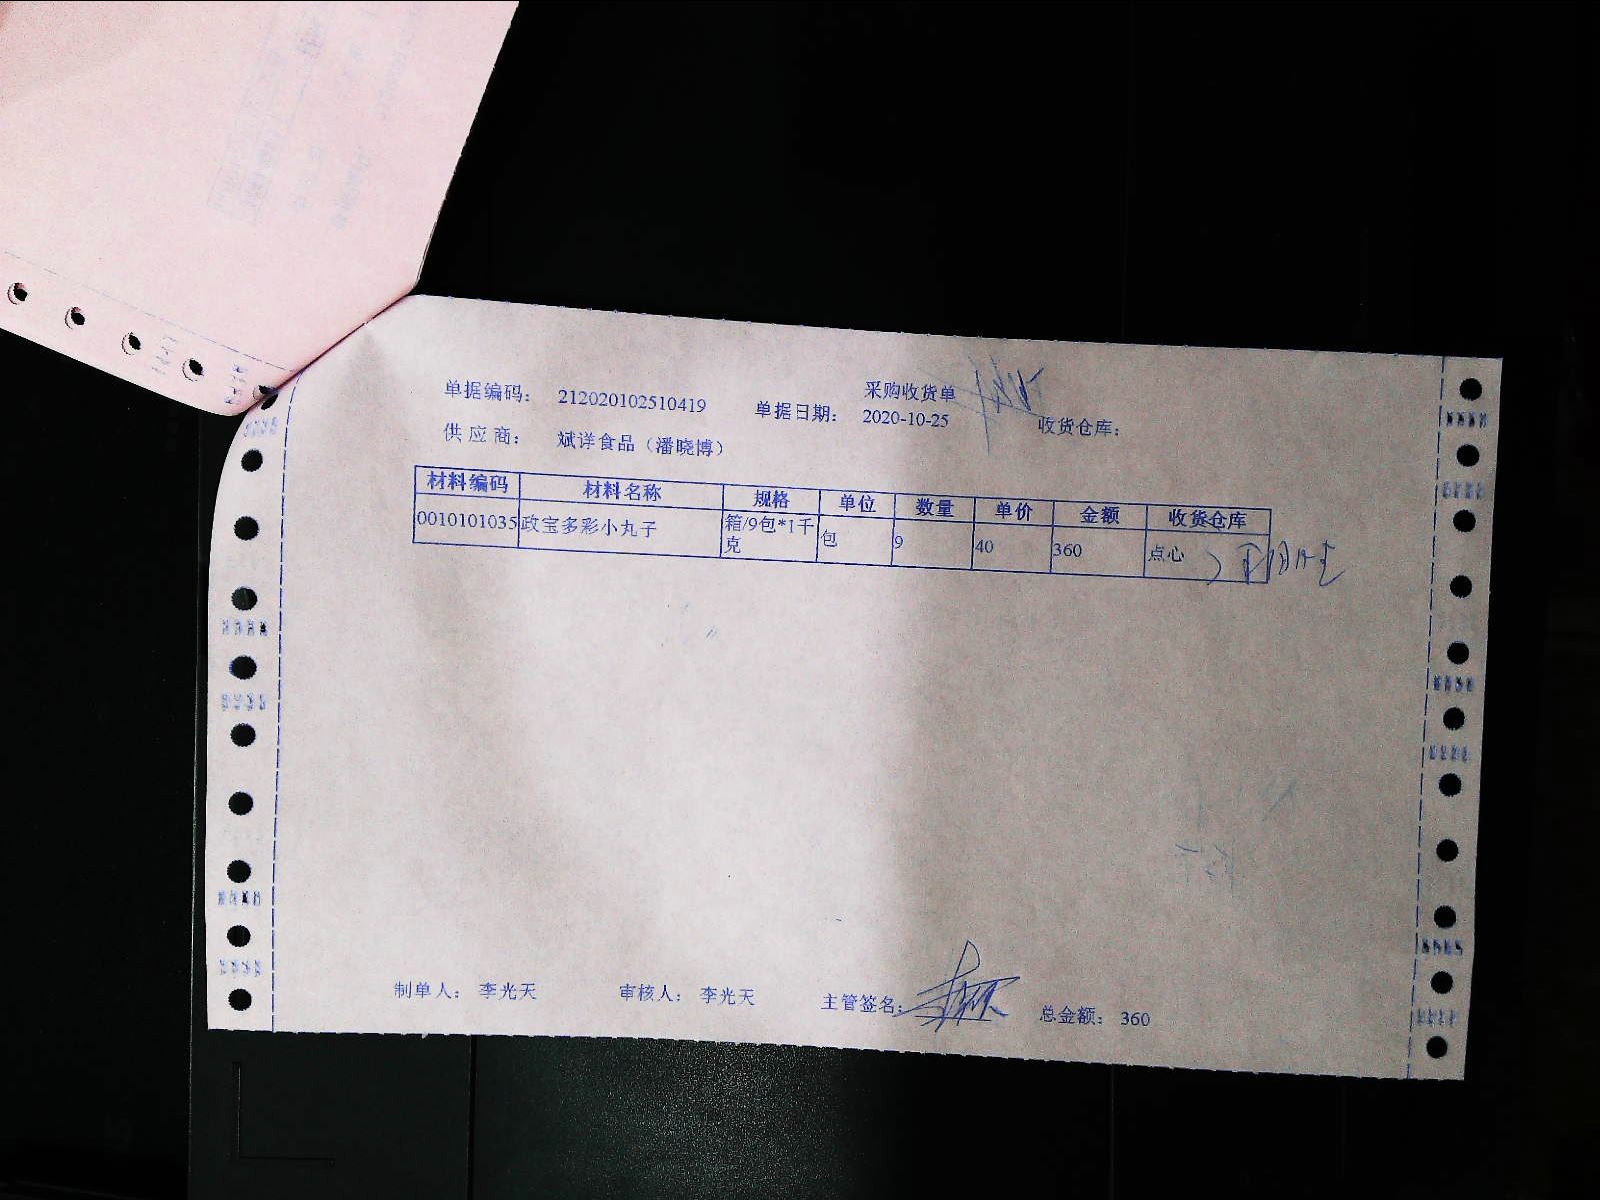 采购收货单
单据编码： 212020102510419 单据日期： 2020-10-25 收货仓库：
供应商： 斌详食品（潘晓博）
材料编码 材料名称 规格 单位 数量 单价 金额 收货仓库
0010101035 政宝多彩小丸子 箱/9包*1千克 包 9 40 360 点心
制单人： 李光天 审核人： 李光天 主管签名： 总金额： 360